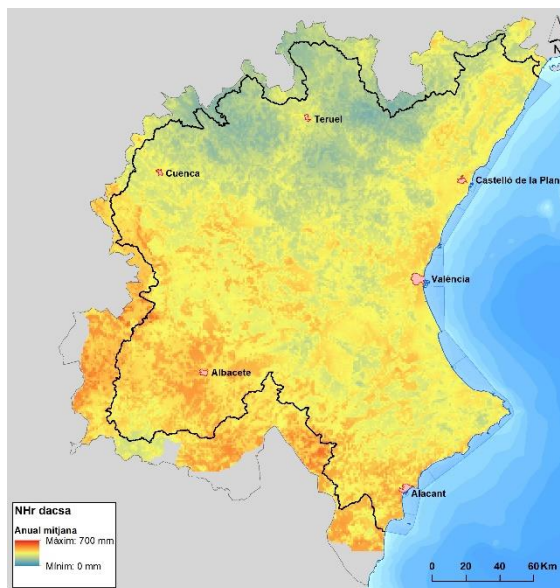 N
Teruel
Cuenca
Castelló de la Plan
València
Albacete
Alacant
NHr dacsa
Anual mitjana
Màxim: 700 mm
Mínim: 0 mm
0 20 40 60 Km